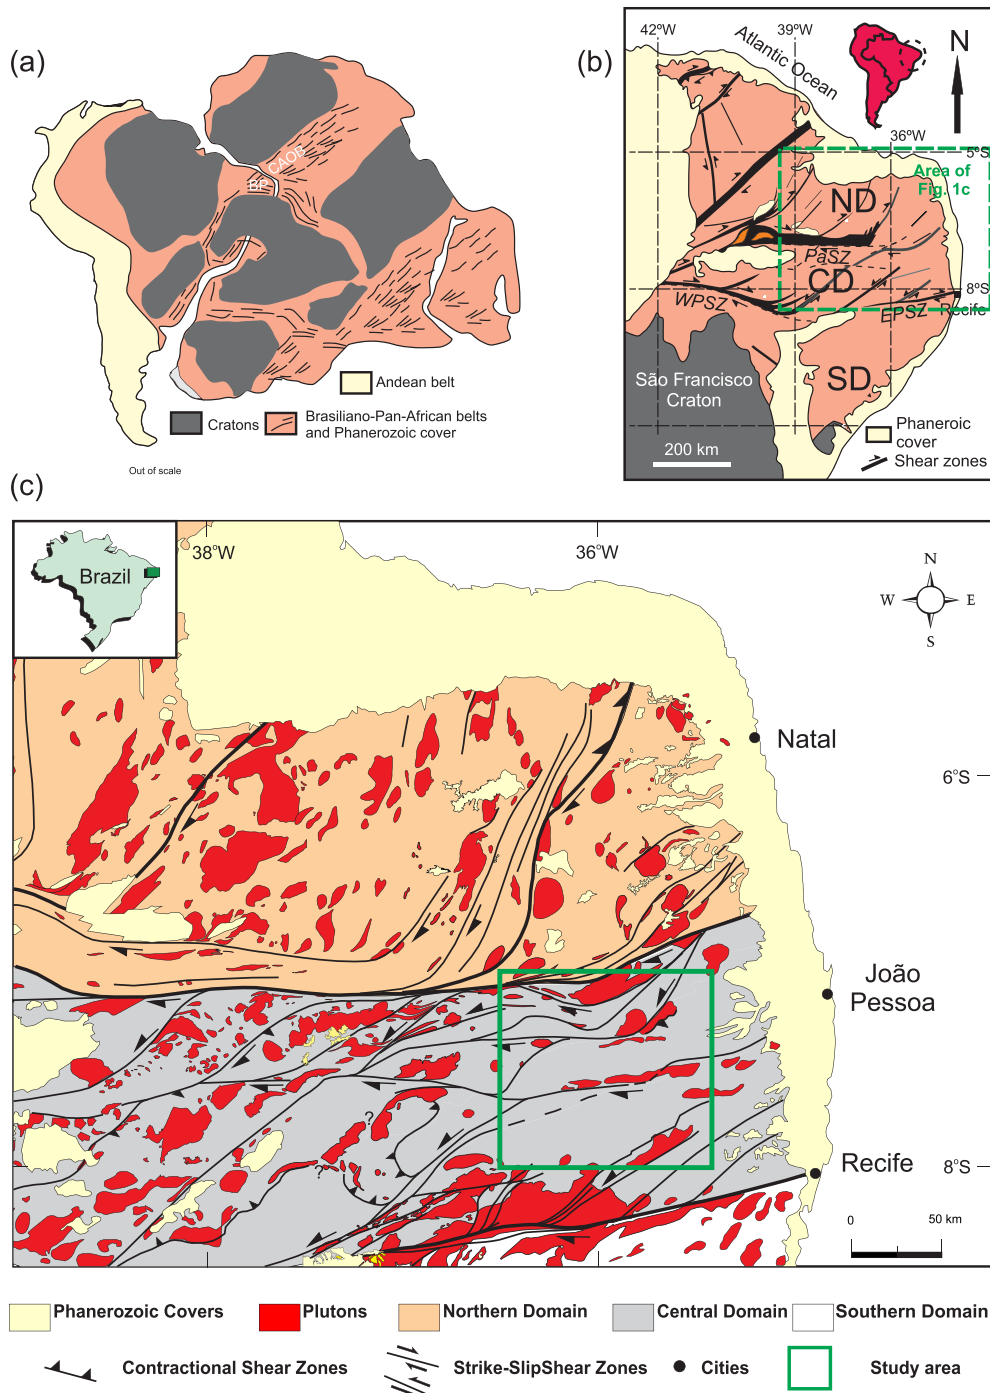 (a)
CAOB
BP
Andean belt
Cratons
Brasiliano-Pan-African belts
and Phanerozoic cover
Out of scale
(b)
42°W
39°W
Atlantic Ocean
N
36°W
5°S
Area of
Fig. 1c
ND
PaSZ
CD
8°S
WPSZ
EPSZ
Recife
São Francisco
Craton
SD
200 km
Phaneroic
cover
Shear zones
(c)
Brazil
38°W
36°W
N
W
E
S
Natal
6°S
João
Pessoa
?
?
Recife
8°S
0
50 km
Phanerozoic Covers
Plutons
Northern Domain
Central Domain
Southern Domain
Contractional Shear Zones
Strike-SlipShear Zones
Cities
Study area